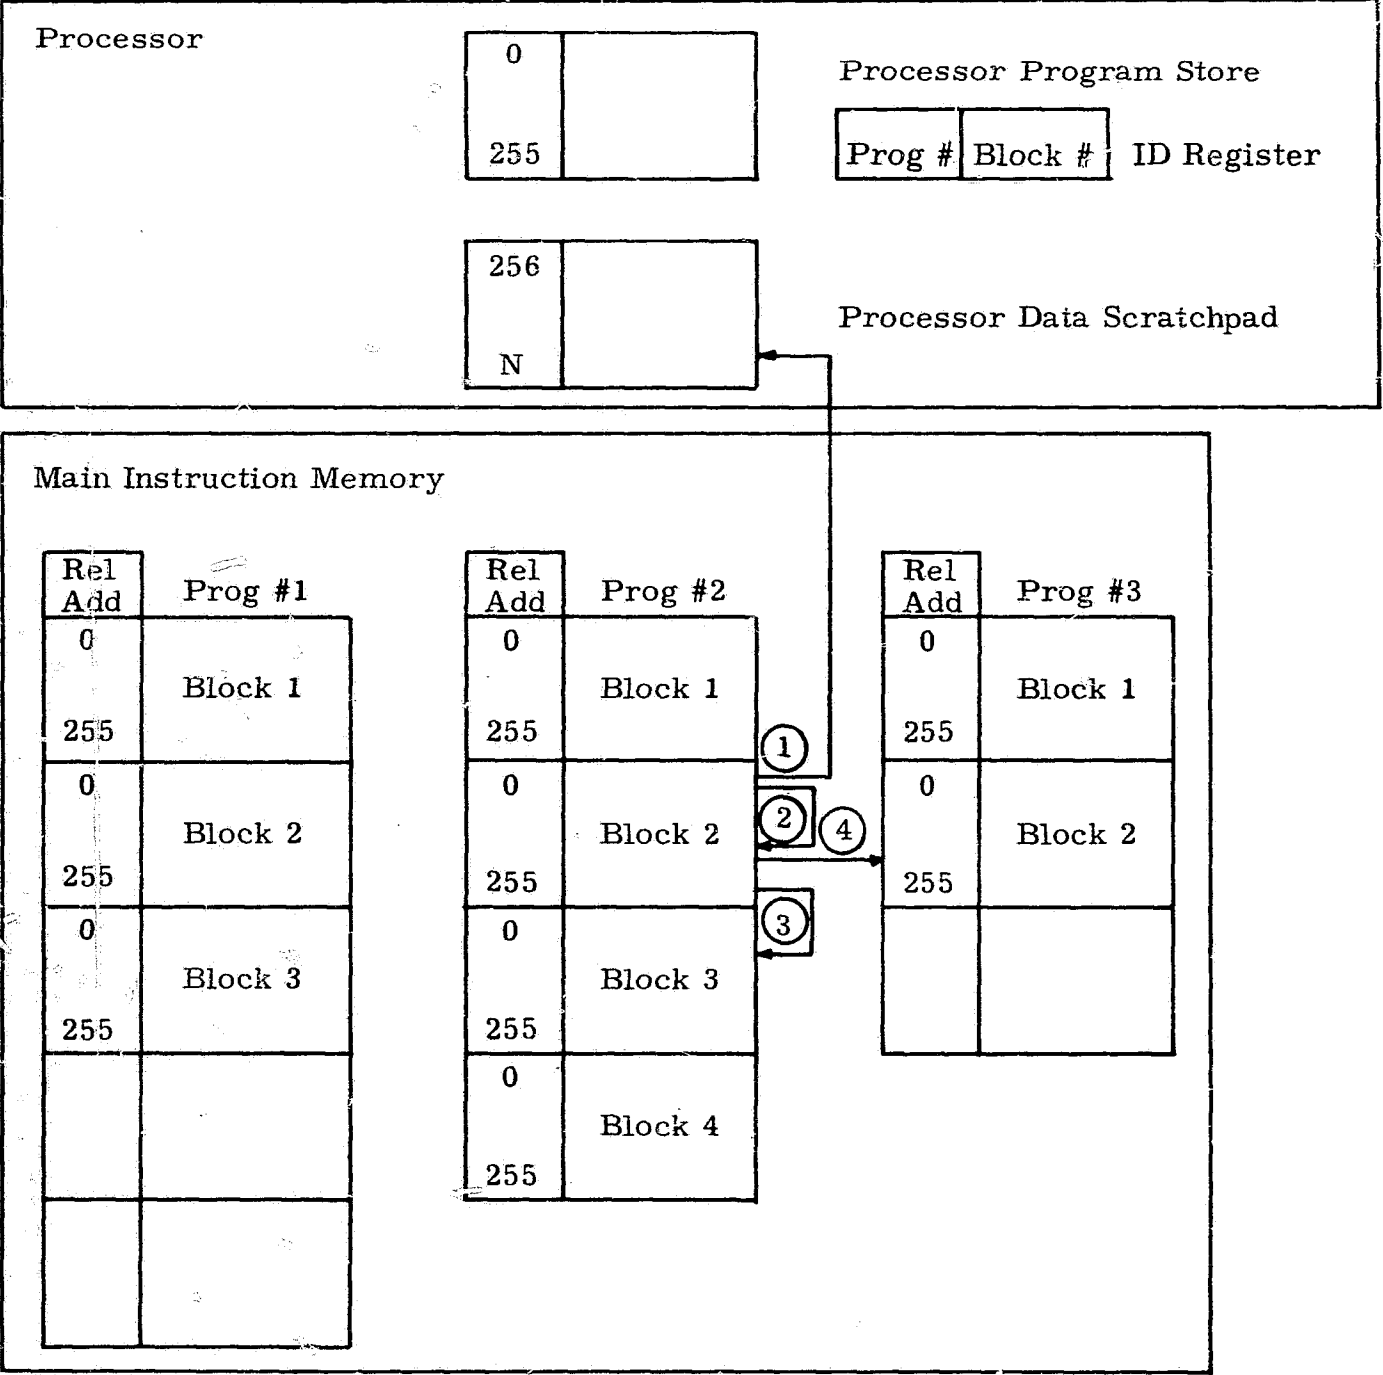 Processor
0
255
Processor Program Store
Prog # Block # ID Register
256
N
Processor Data Scratchpad
Main Instruction Memory
Rel
Add
Prog #1
0
255
Block 1
0
255
Block 2
0
255
Block 3
Rel
Add
Prog #2
0
255
Block 1
0
255
Block 2
0
255
Block 3
0
255
Block 4
1
2
4
3
Rel
Add
Prog #3
0
255
Block 1
0
255
Block 2